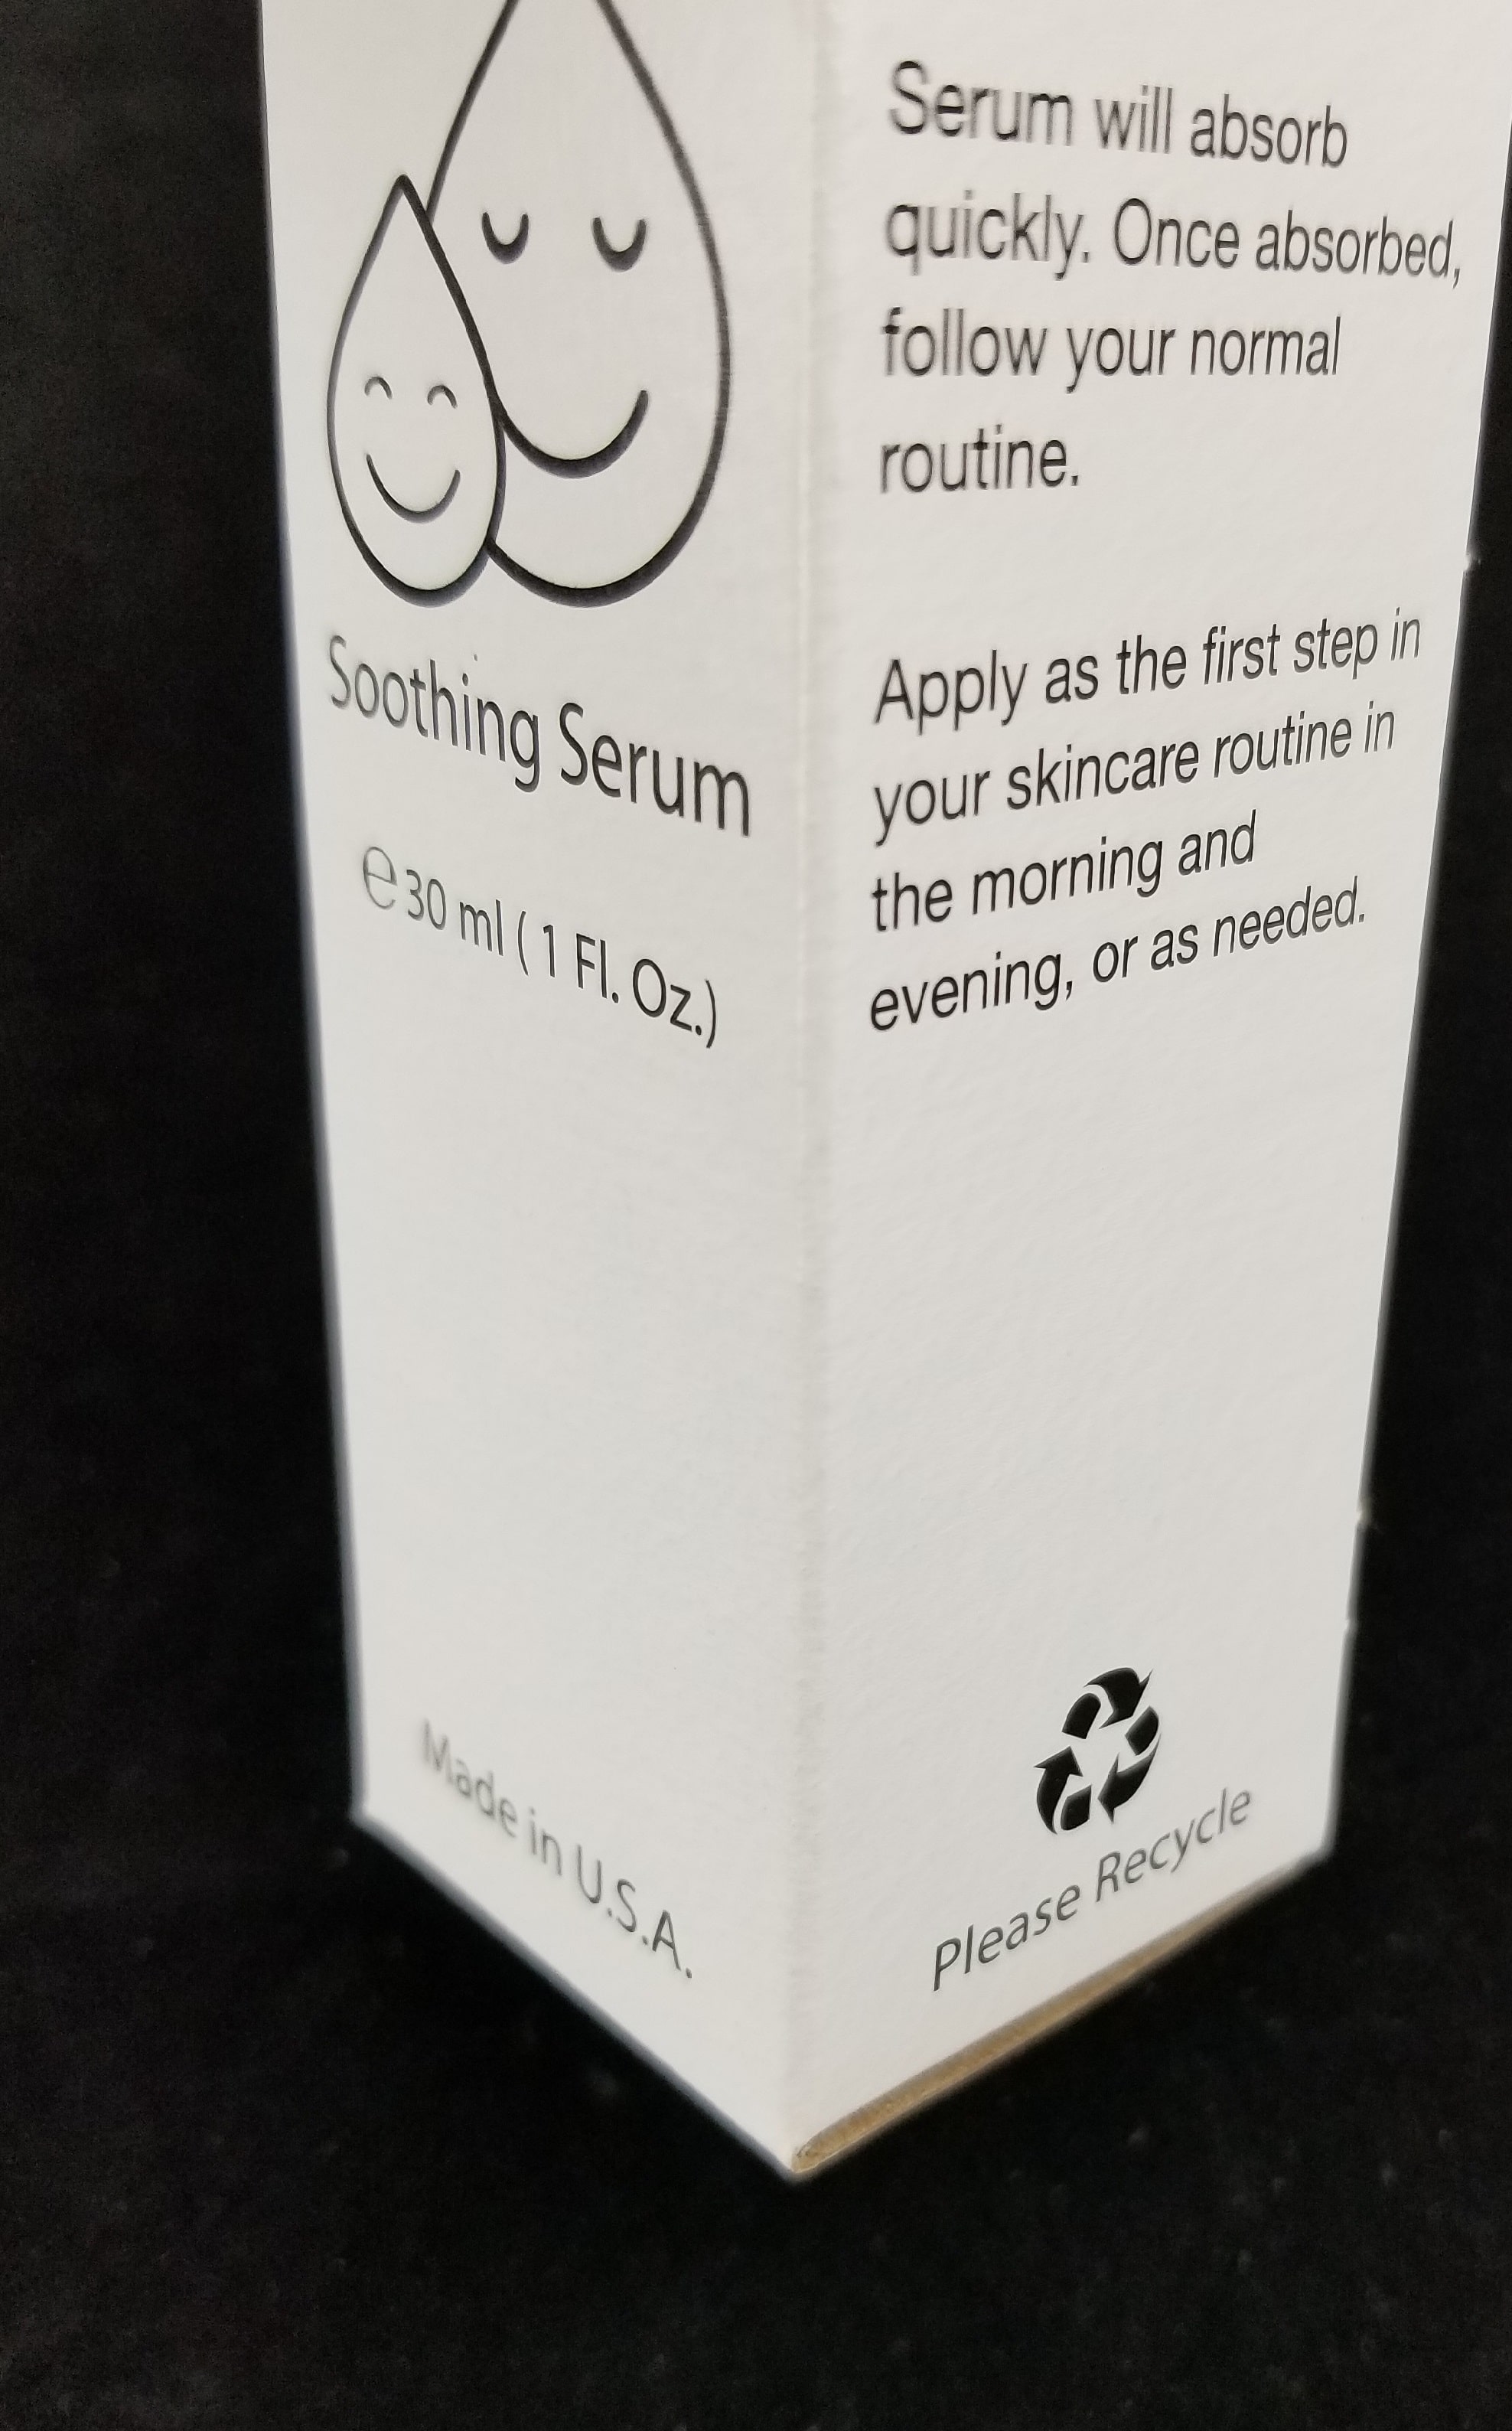 Soothing Serum
℮ 30 ml ( 1 Fl. Oz.)
Made in U.S.A.
Serum will absorb
quickly. Once absorbed,
follow your normal
routine.
Apply as the first step in
your skincare routine in
the morning and
evening, or as needed.
Please Recycle